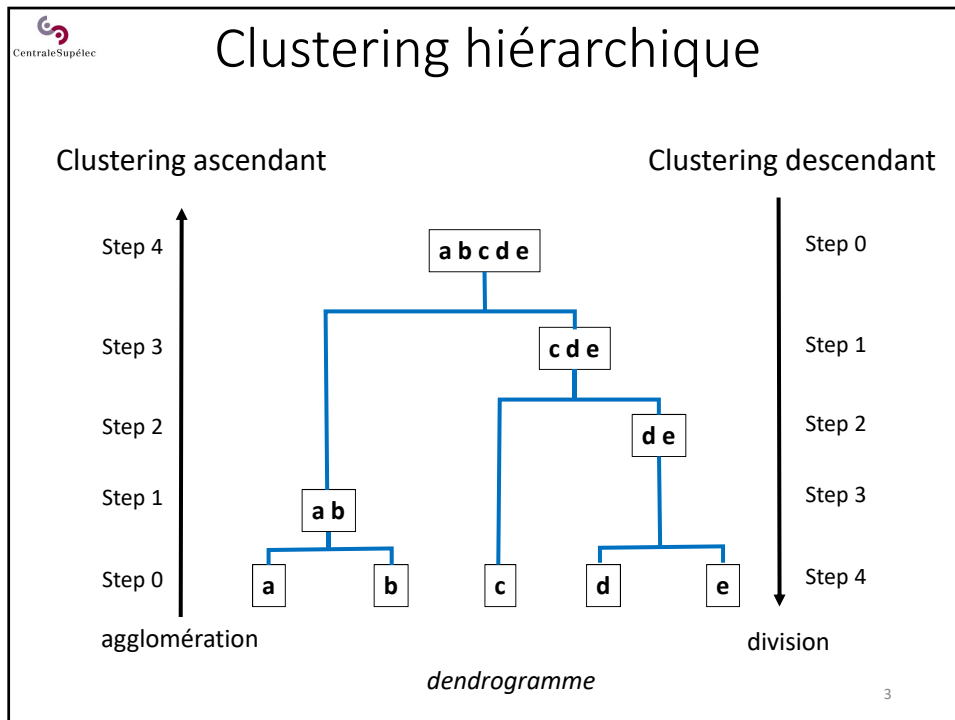 CentraleSupélec
Clustering hiérarchique
Clustering ascendant
Clustering descendant
Step 4
a b c d e
Step 0
Step 3
c d e
Step 1
Step 2
d e
Step 2
Step 1
a b
Step 3
Step 0
a
b
c
d
e
Step 4
agglomération
division
dendrogramme
3